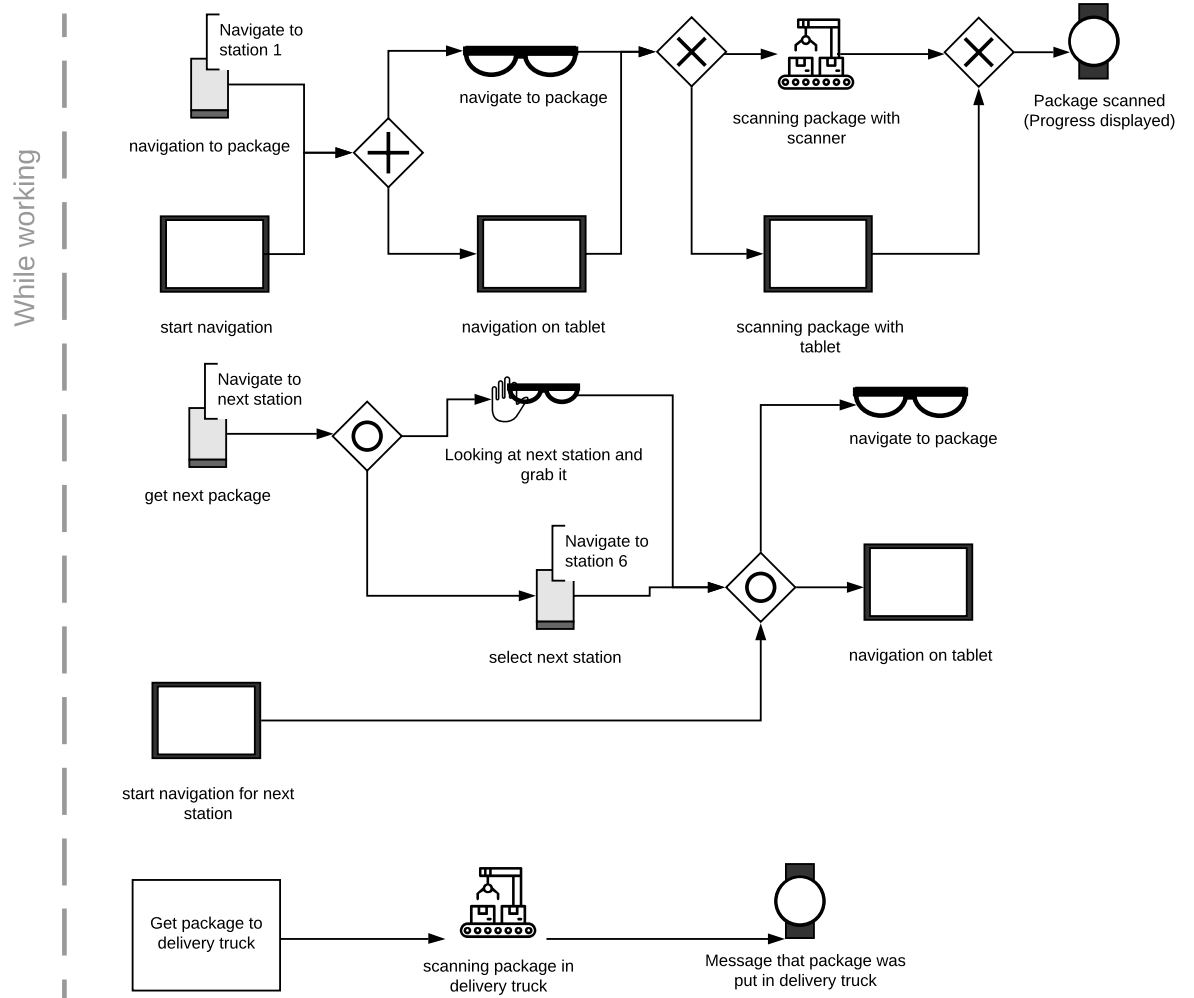 While working
Navigate to
station 1
navigation to package
start navigation
navigate to package
navigation on tablet
scanning package with
scanner
scanning package with
tablet
Package scanned
(Progress displayed)
Navigate to
next station
get next package
Looking at next station and
grab it
Navigate to
station 6
select next station
navigate to package
navigation on tablet
start navigation for next
station
Get package to
delivery truck
scanning package in
delivery truck
Message that package was
put in delivery truck